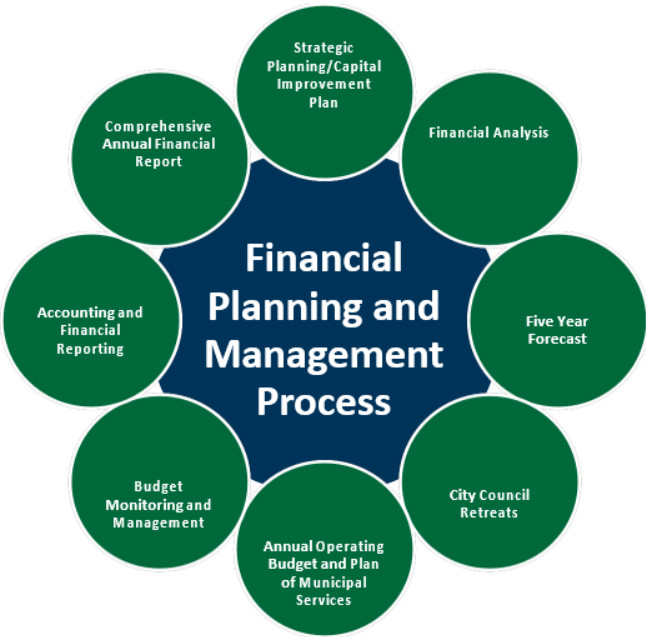 Strategic
Planning/Capital
Improvement
Plan
Financial Analysis
Five Year
Forecast
City Council
Retreats
Annual Operating
Budget and Plan
of Municipal
Services
Budget
Monitoring and
Management
Accounting and
Financial
Reporting
Comprehensive
Annual Financial
Report
Financial
Planning and
Management
Process